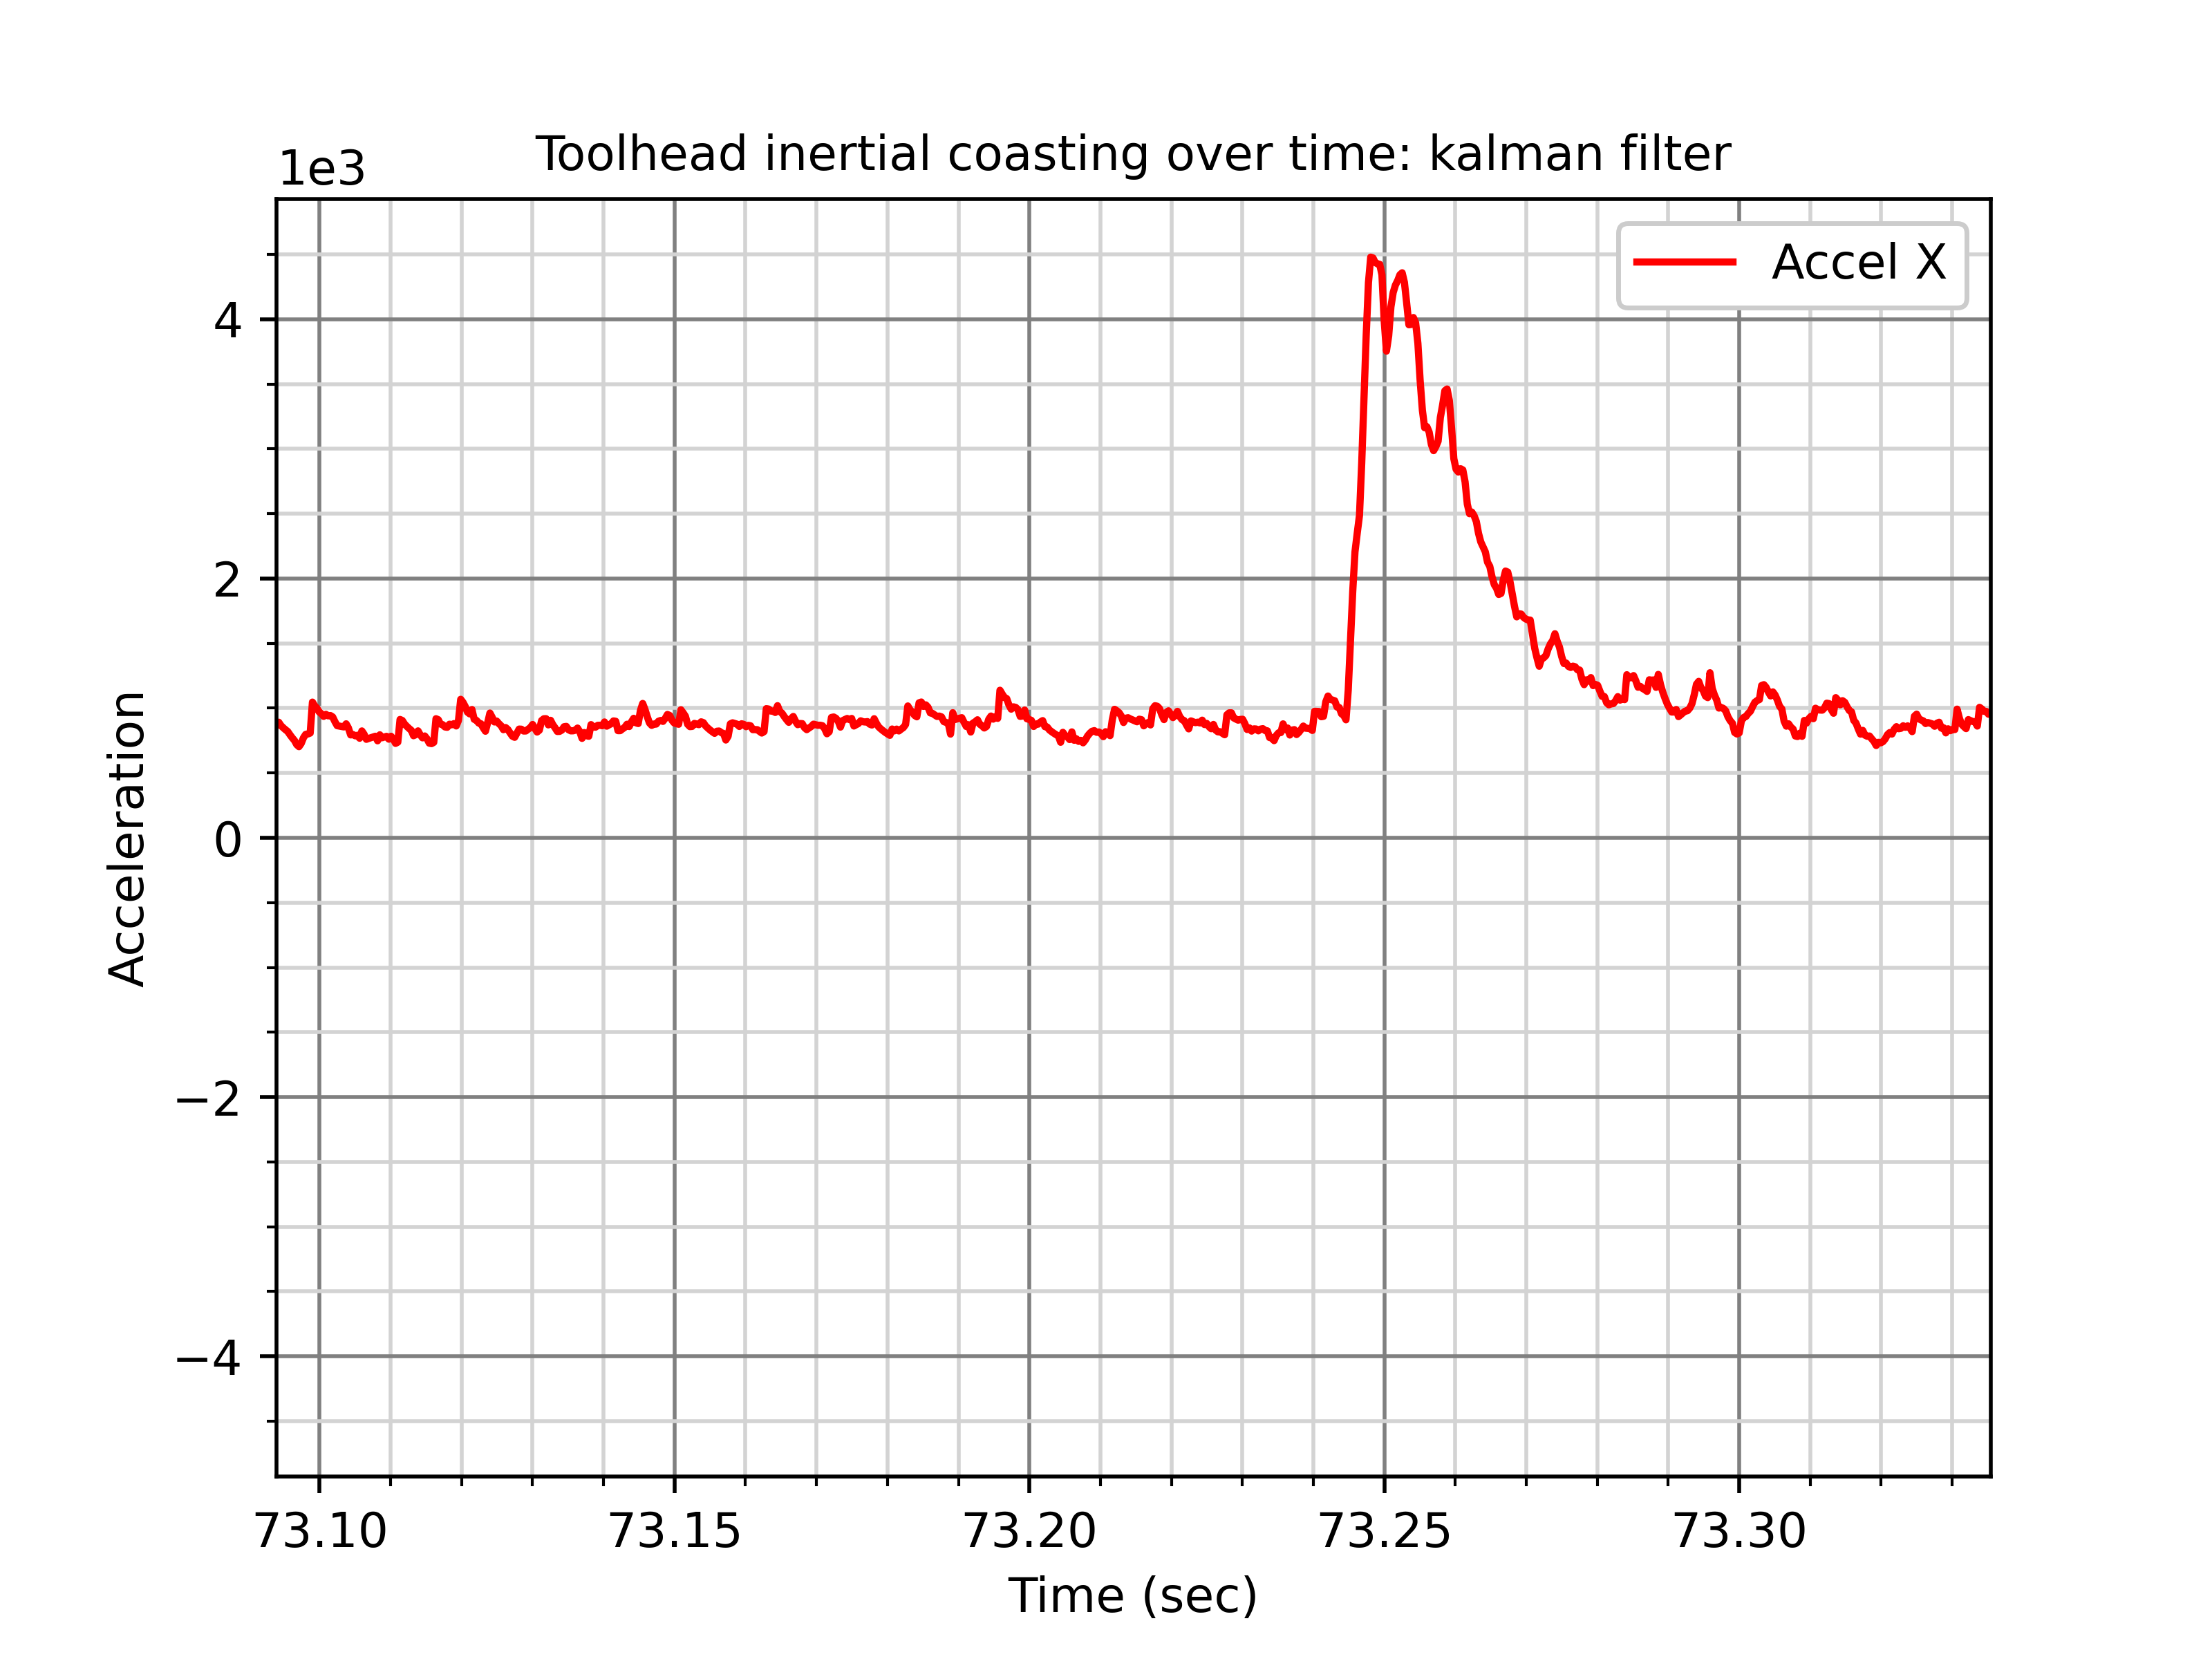 Toolhead inertial coasting over time: kalman filter
1e3
Accel X
4
2
0
−2
−4
Acceleration
73.10 73.15 73.20 73.25 73.30
Time (sec)